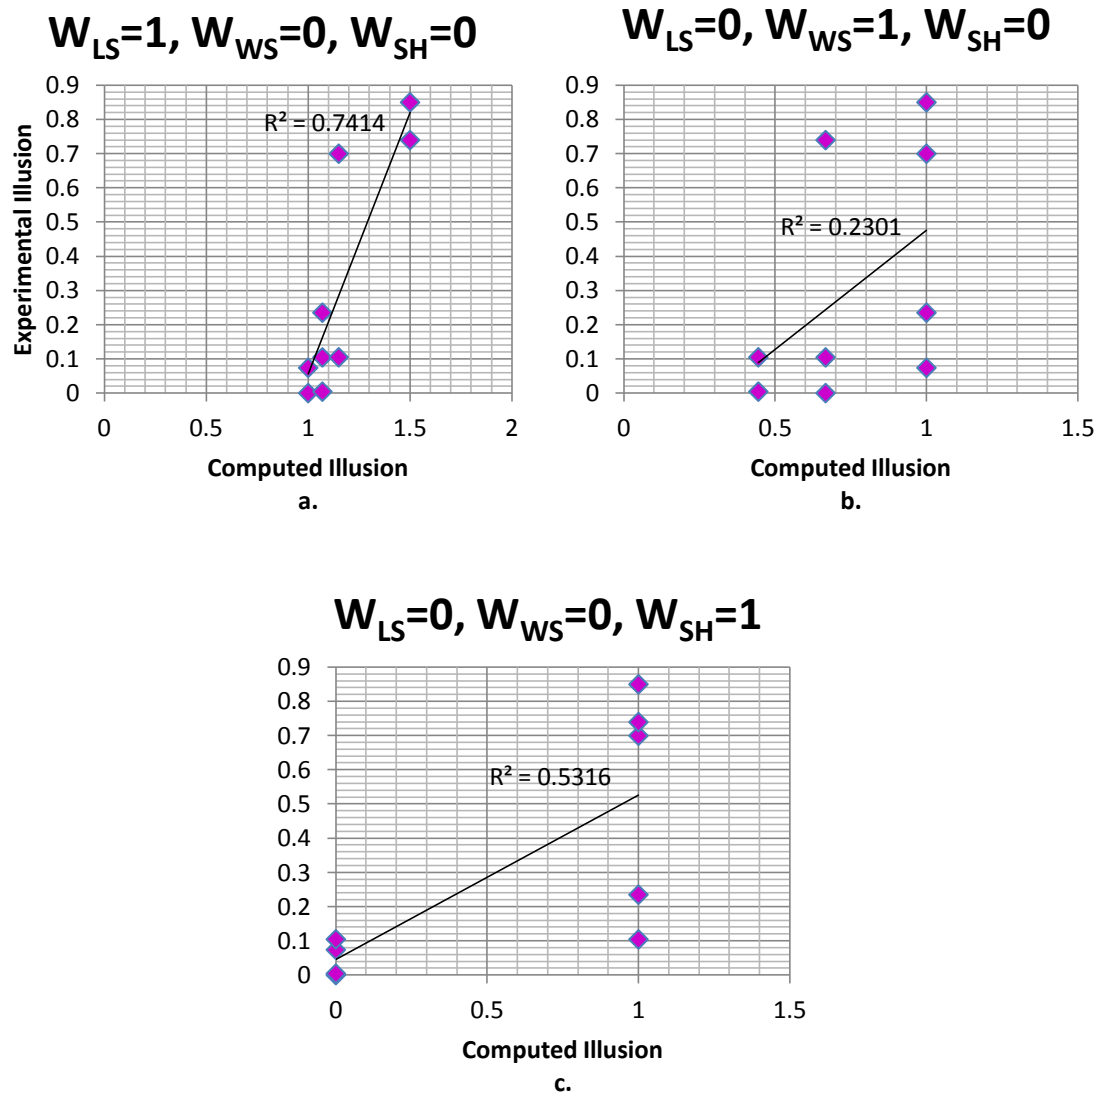 W_LS=1, W_WS=0, W_SH=0
0.9
0.8
0.7
0.6
0.5
0.4
0.3
0.2
0.1
0
Experimental Illusion
R² = 0.7414
0 0.5 1 1.5 2
Computed Illusion
a.
W_LS=0, W_WS=1, W_SH=0
0.9
0.8
0.7
0.6
0.5
0.4
0.3
0.2
0.1
0
R² = 0.2301
0 0.5 1 1.5
Computed Illusion
b.
W_LS=0, W_WS=0, W_SH=1
0.9
0.8
0.7
0.6
0.5
0.4
0.3
0.2
0.1
0
R² = 0.5316
0 0.5 1 1.5
Computed Illusion
c.